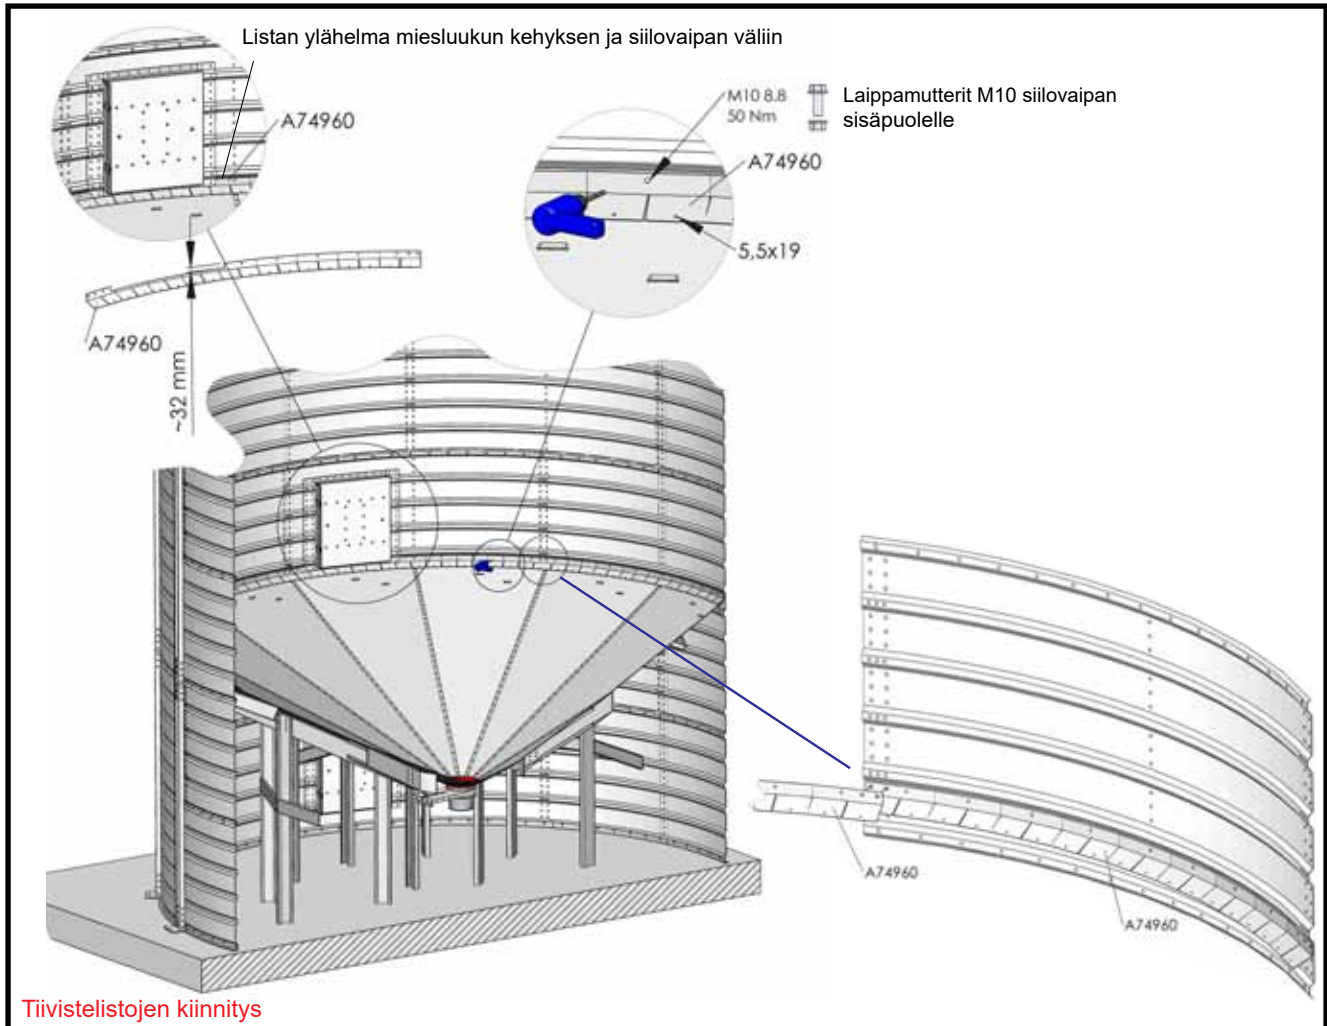 Listan ylähelma miesluukun kehyksen ja siilovaipan väliin
A74960
M10 8.8
50 Nm
Laippamutterit M10 siilovaipan
sisäpuolelle
A74960
5,5x19
A74960
~32 mm
A74960
A74960
Tiivistelistojen kiinnitys